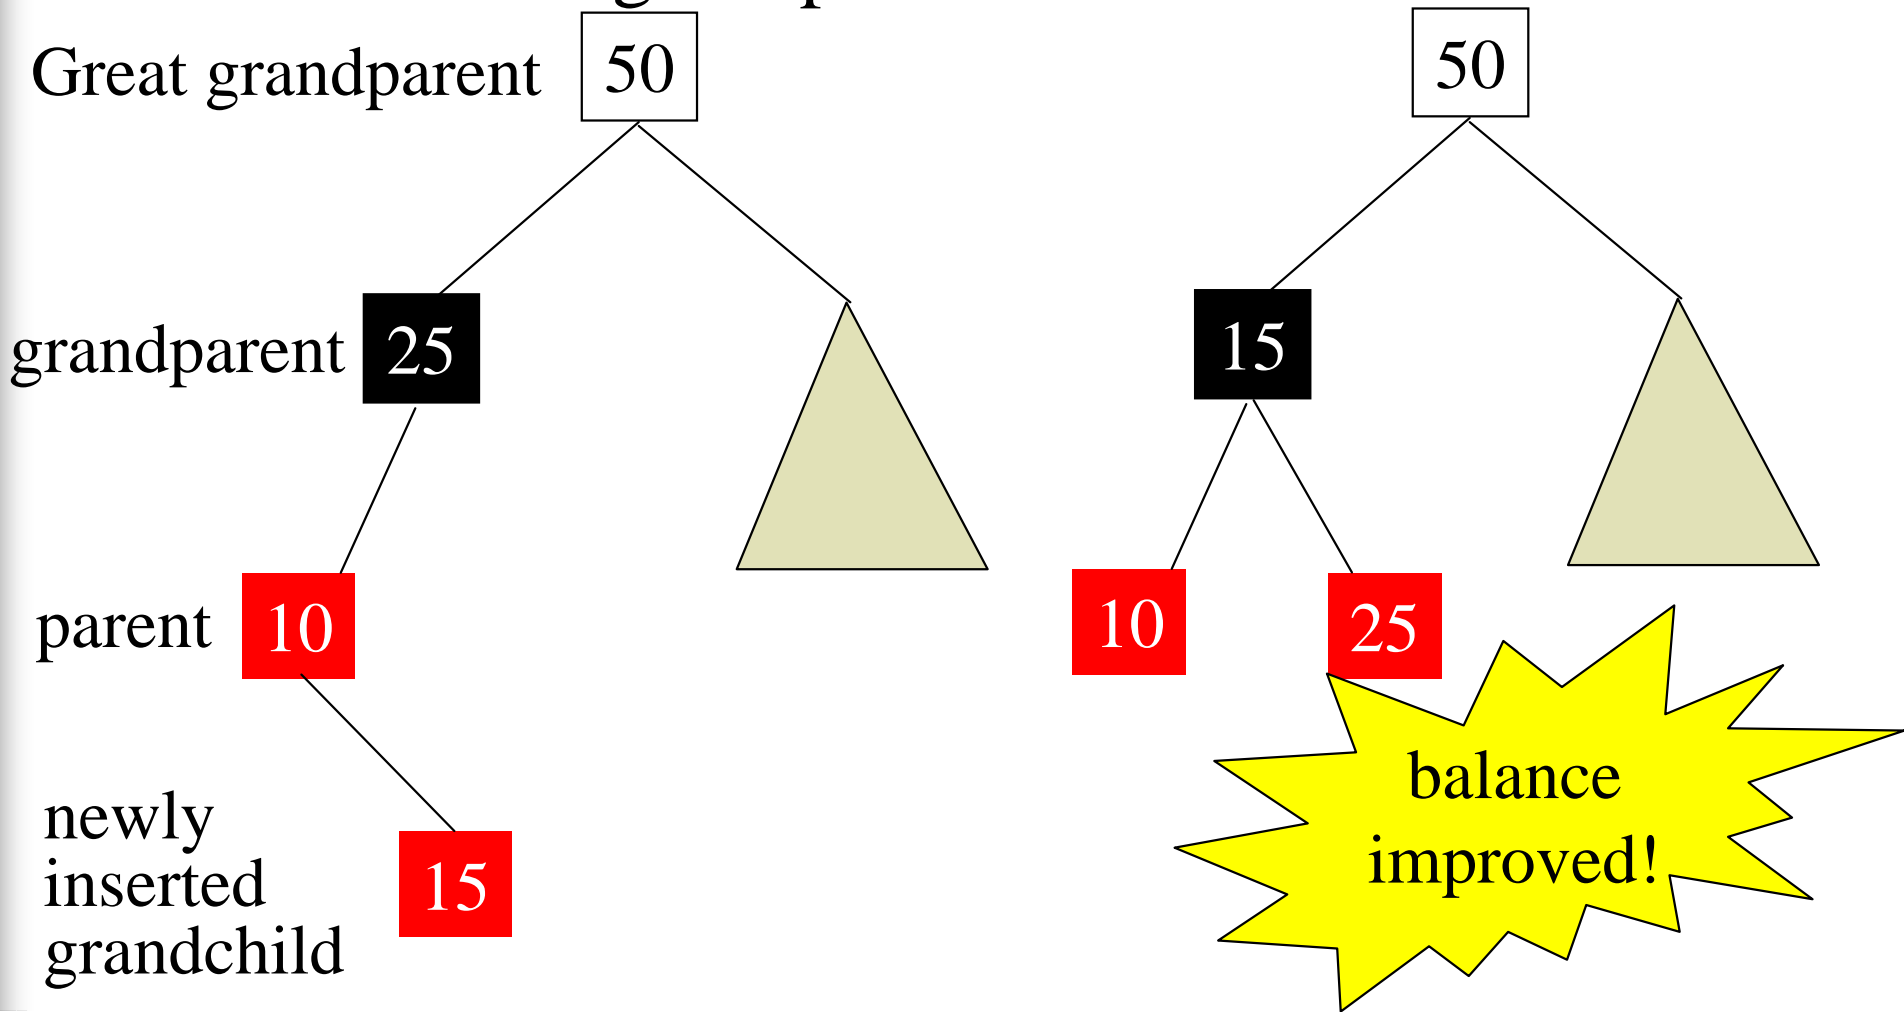 Great grandparent 50
50
grandparent 25
15
parent 10
10 25
newly
inserted
grandchild
15
balance
improved!